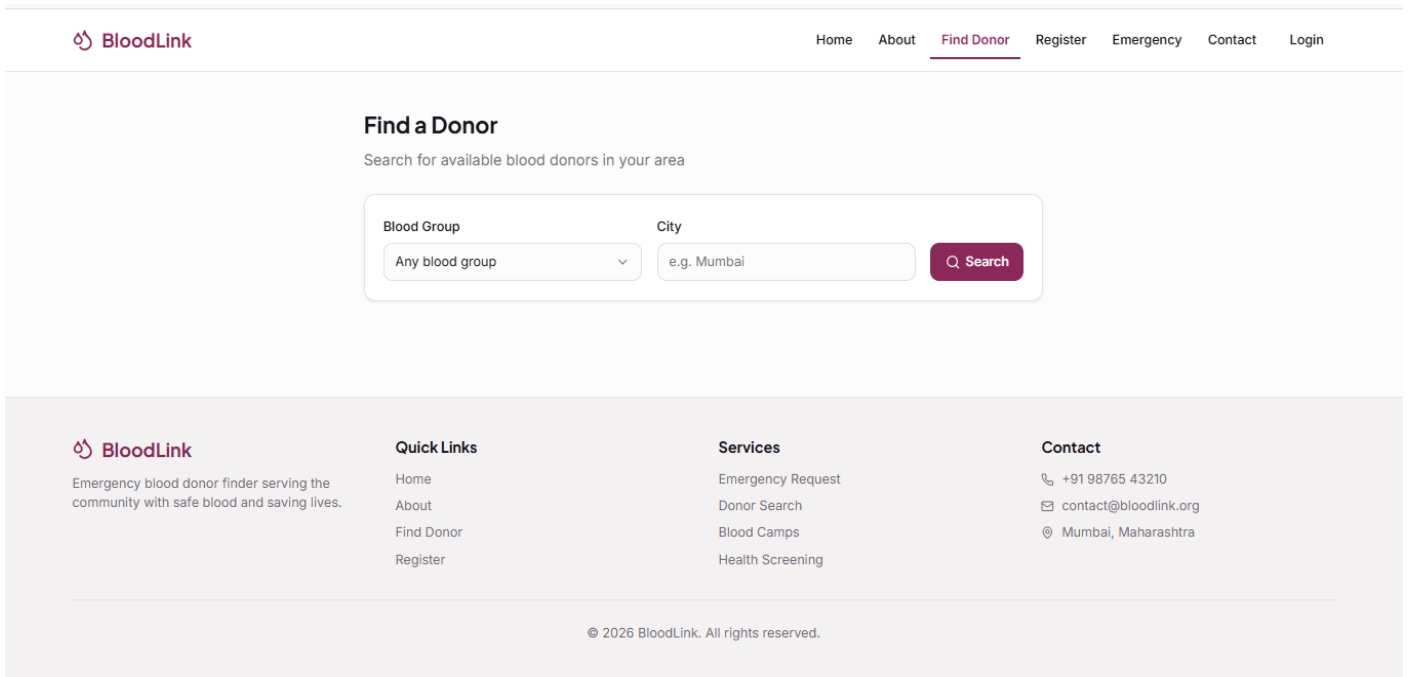 BloodLink
Home About Find Donor Register Emergency Contact Login
Find a Donor
Search for available blood donors in your area
Blood Group
City
Any blood group
e.g. Mumbai
Search
BloodLink
Emergency blood donor finder serving the
community with safe blood and saving lives.
Quick Links
Home
About
Find Donor
Register
Services
Emergency Request
Donor Search
Blood Camps
Health Screening
Contact
+91 98765 43210
contact@bloodlink.org
Mumbai, Maharashtra
© 2026 BloodLink. All rights reserved.